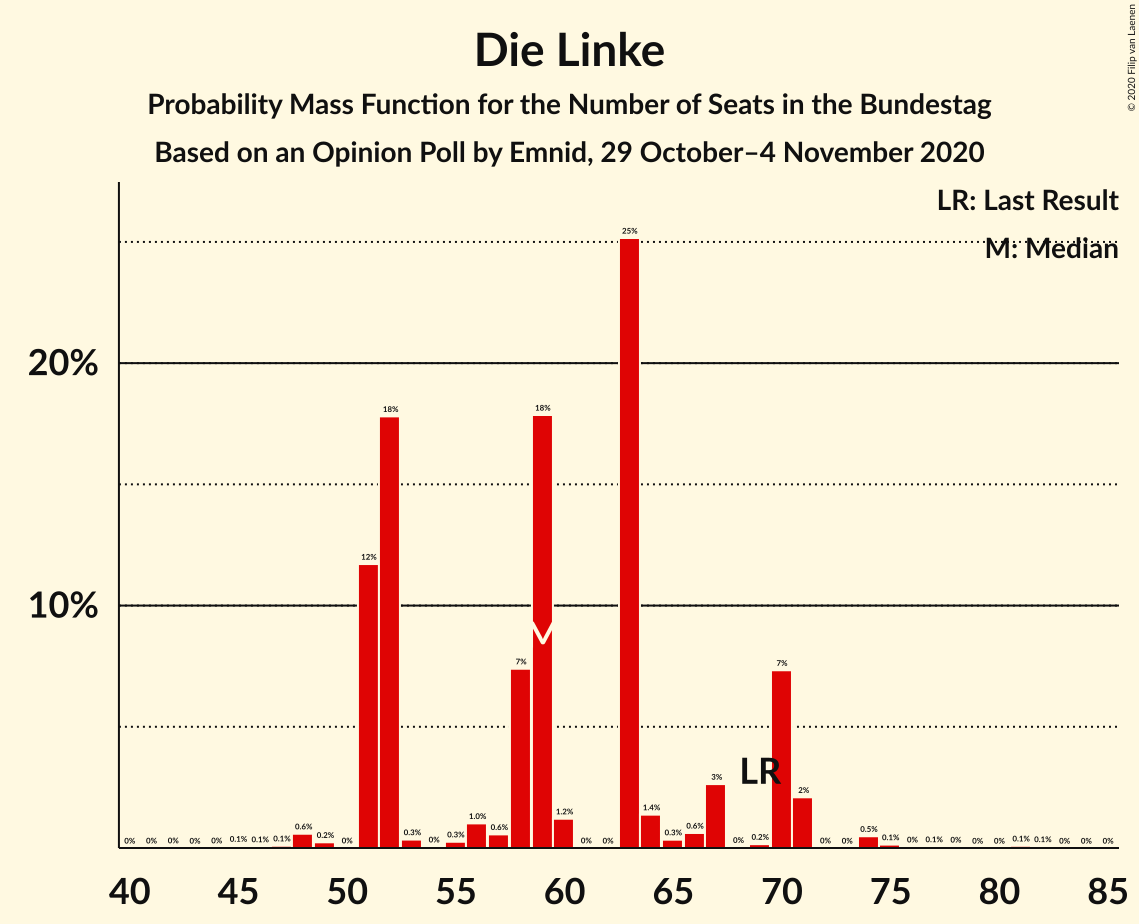 Die Linke
Probability Mass Function for the Number of Seats in the Bundestag
Based on an Opinion Poll by Emnid, 29 October–4 November 2020
© 2020 Filip van Laenen
LR: Last Result
M: Median
20%
10%
0% 0% 0% 0% 0% 0.1% 0.1% 0.1% 0.6% 0.2% 0% 12% 18% 0.3% 0% 0.3% 1.0% 0.6% 7% 18% 1.2% 0% 0% 25% 1.4% 0.3% 0.6% 3% 0% 0.2% 7% 2% 0% 0% 0.5% 0.1% 0% 0.1% 0% 0% 0% 0.1% 0.1% 0% 0% 0%
LR
40 45 50 55 60 65 70 75 80 85